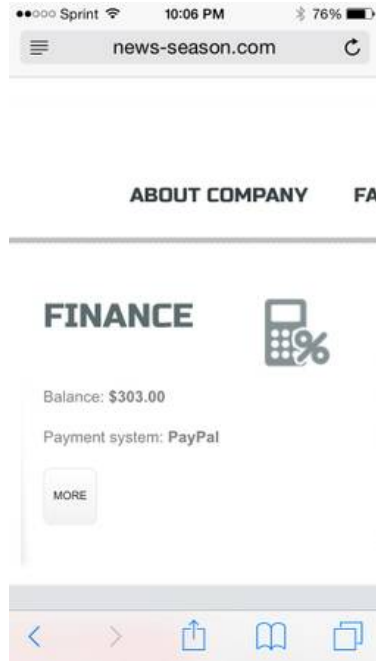 Sprint 10:06 PM 76%
news-season.com
ABOUT COMPANY FA
FINANCE
%
Balance: $303.00
Payment system: PayPal
MORE